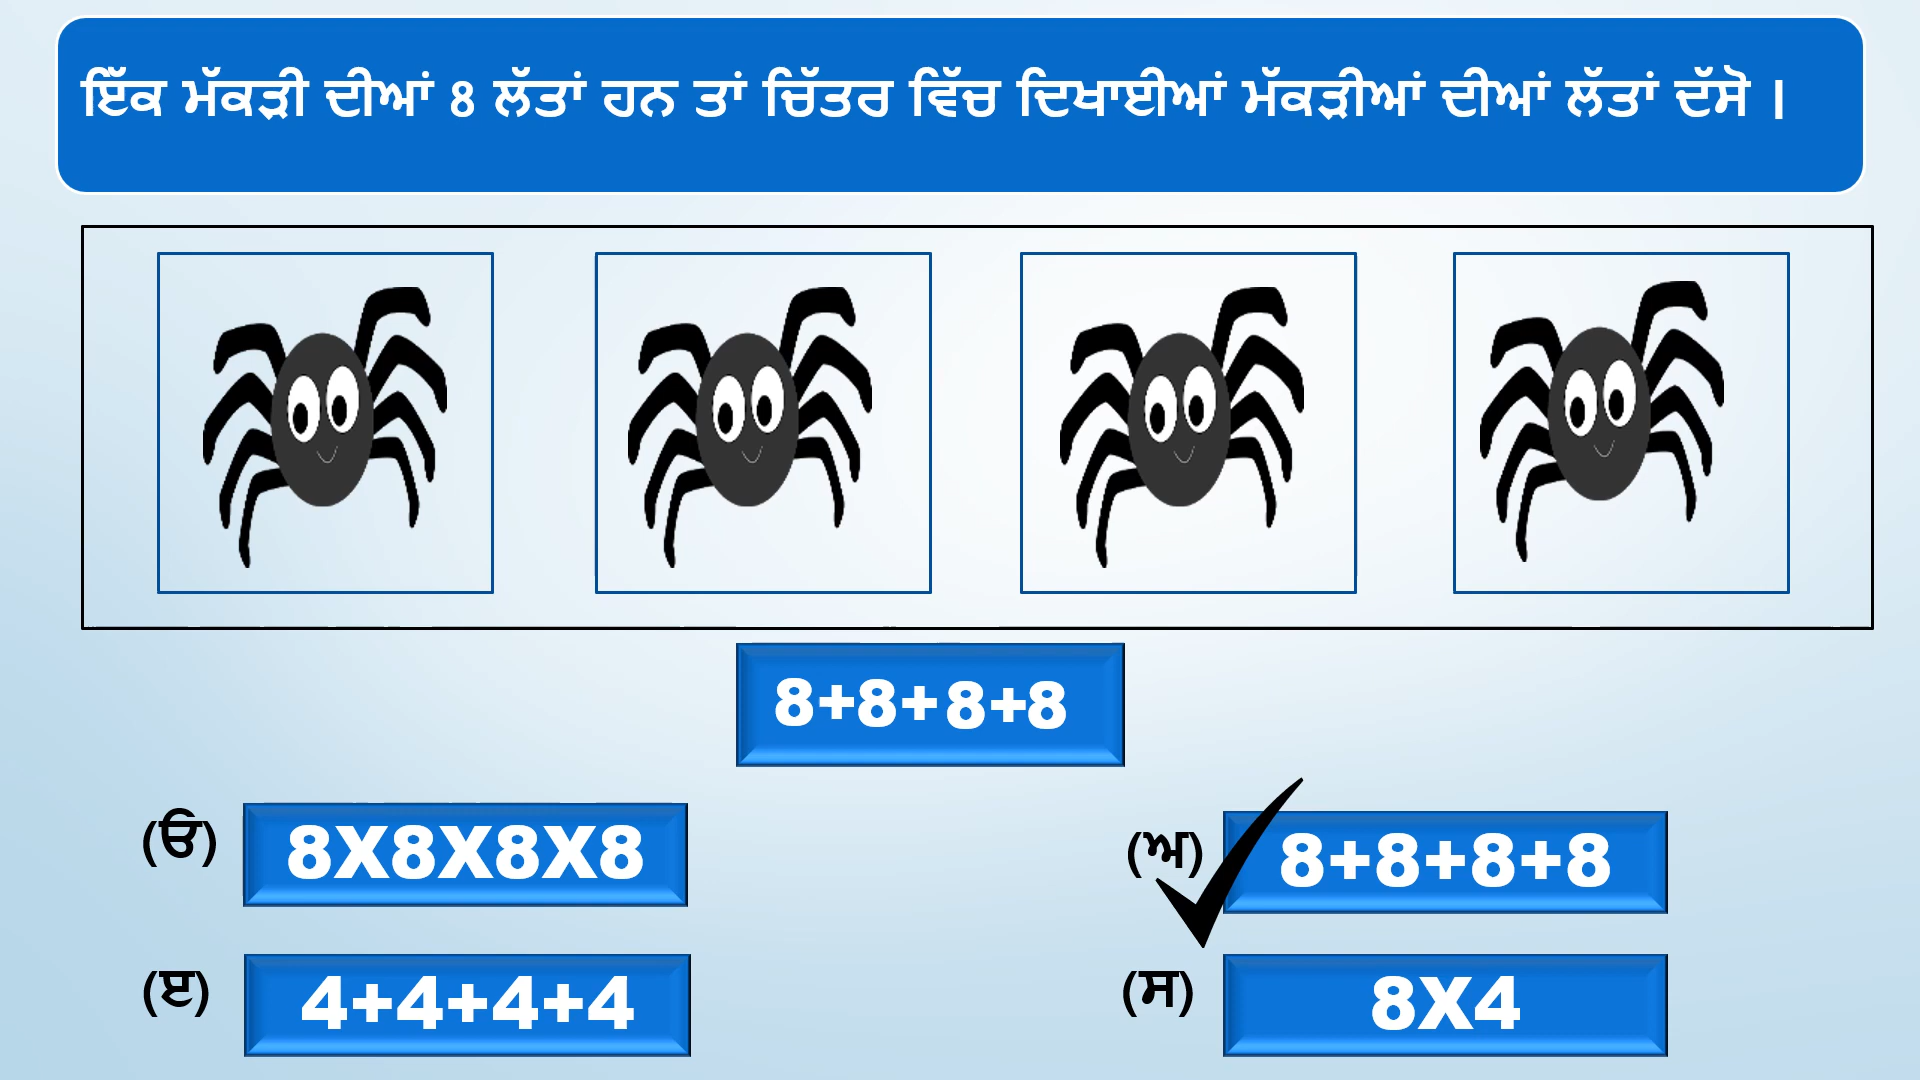 ਇੱਕ ਮੱਕੜੀ ਦੀਆਂ 8 ਲੱਤਾਂ ਹਨ ਤਾਂ ਚਿੱਤਰ ਵਿੱਚ ਦਿਖਾਈਆਂ ਮੱਕੜੀਆਂ ਦੀਆਂ ਲੱਤਾਂ ਦੱਸੋ ।
8+8+8+8
(ੳ) 8X8X8X8
(ਅ) 8+8+8+8
(ੲ) 4+4+4+4
(ਸ) 8X4